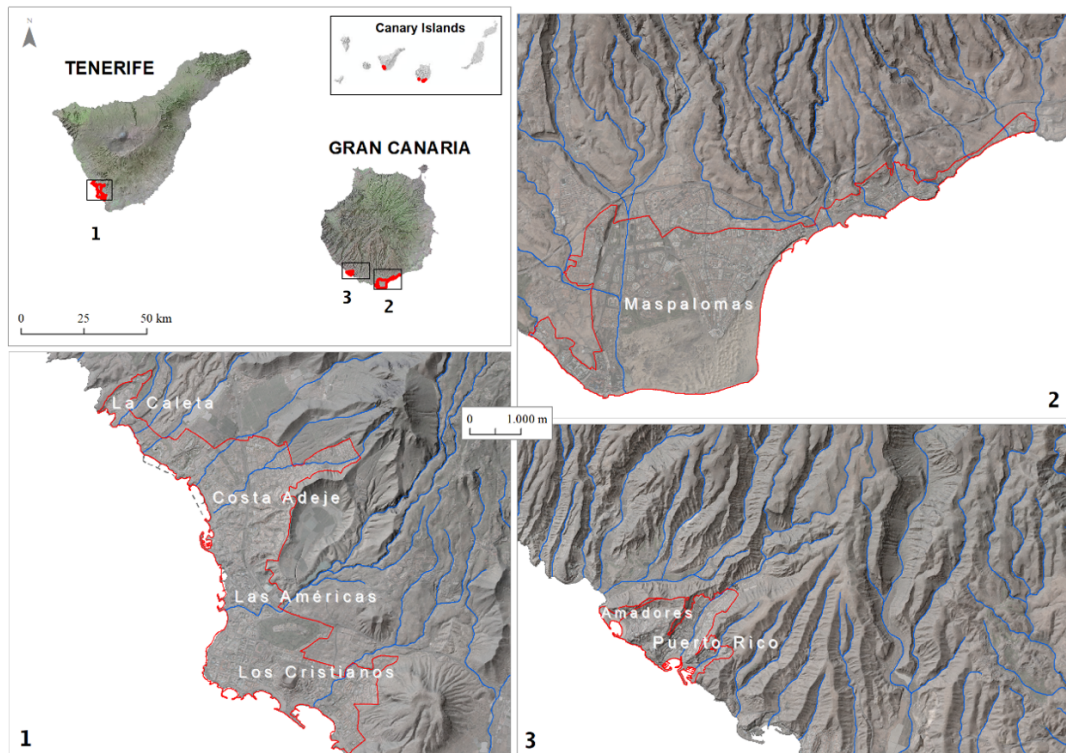 N
TENERIFE
Canary Islands
GRAN CANARIA
1
3
2
0 25 50 km
Maspalomas
2
La Caleta
0 1.000 m
Costa Adeje
Las Américas
Los Cristianos
1
Amadores
Puerto Rico
3